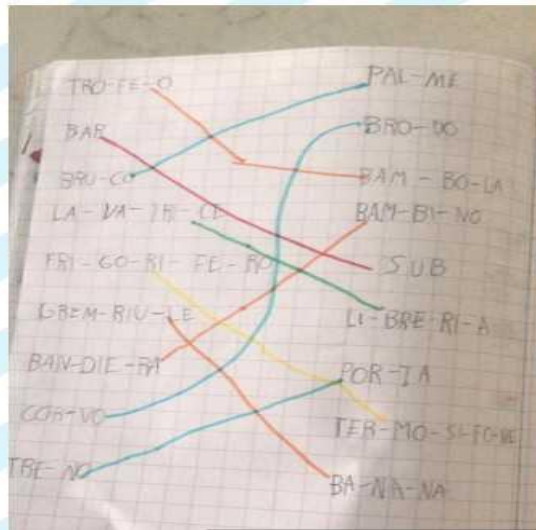 TRO-FE-O
BAR
BRU-CO
LA-VA-TRI-CE
FRI-GO-RI-FE-RO
GREM-BIU-LE
BAN-DIE-RA
COR-VO
TRE-NO
PAL-ME
BRO-DO
BAM-BO-LA
BAM-BI-NO
SUB
LI-BRE-RI-A
POR-TA
TER-MO-SI-FO-NE
BA-NA-NA